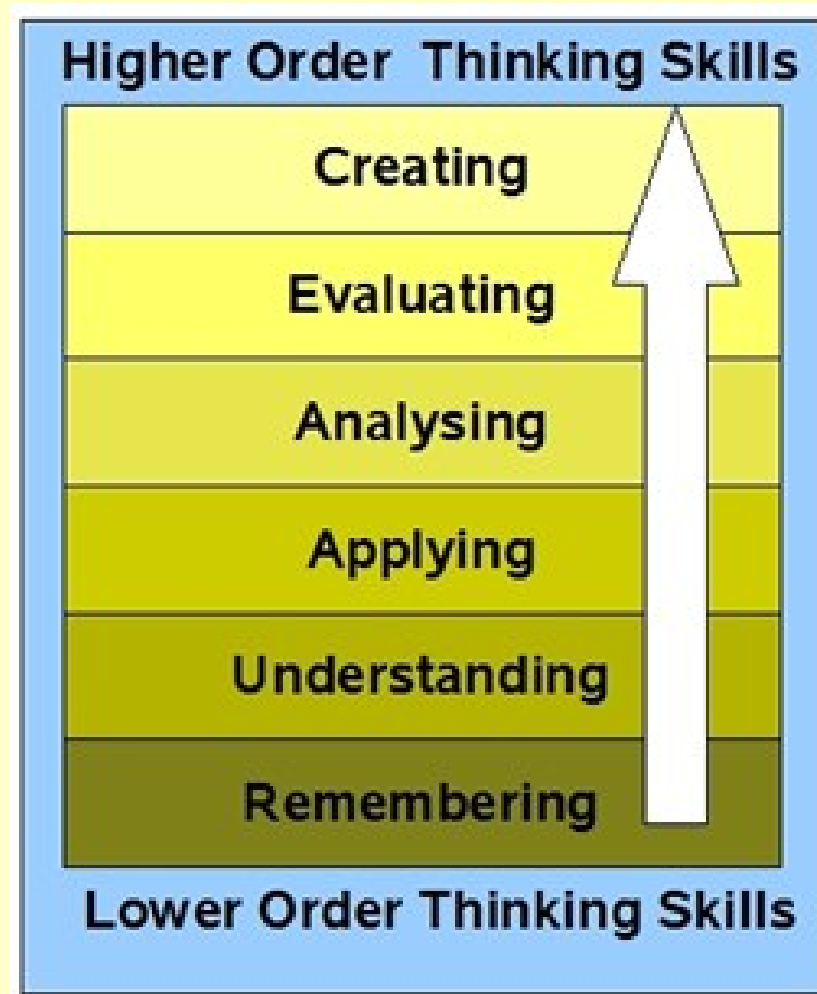 Higher Order Thinking Skills
Creating
Evaluating
Analysing
Applying
Understanding
Remembering
Lower Order Thinking Skills